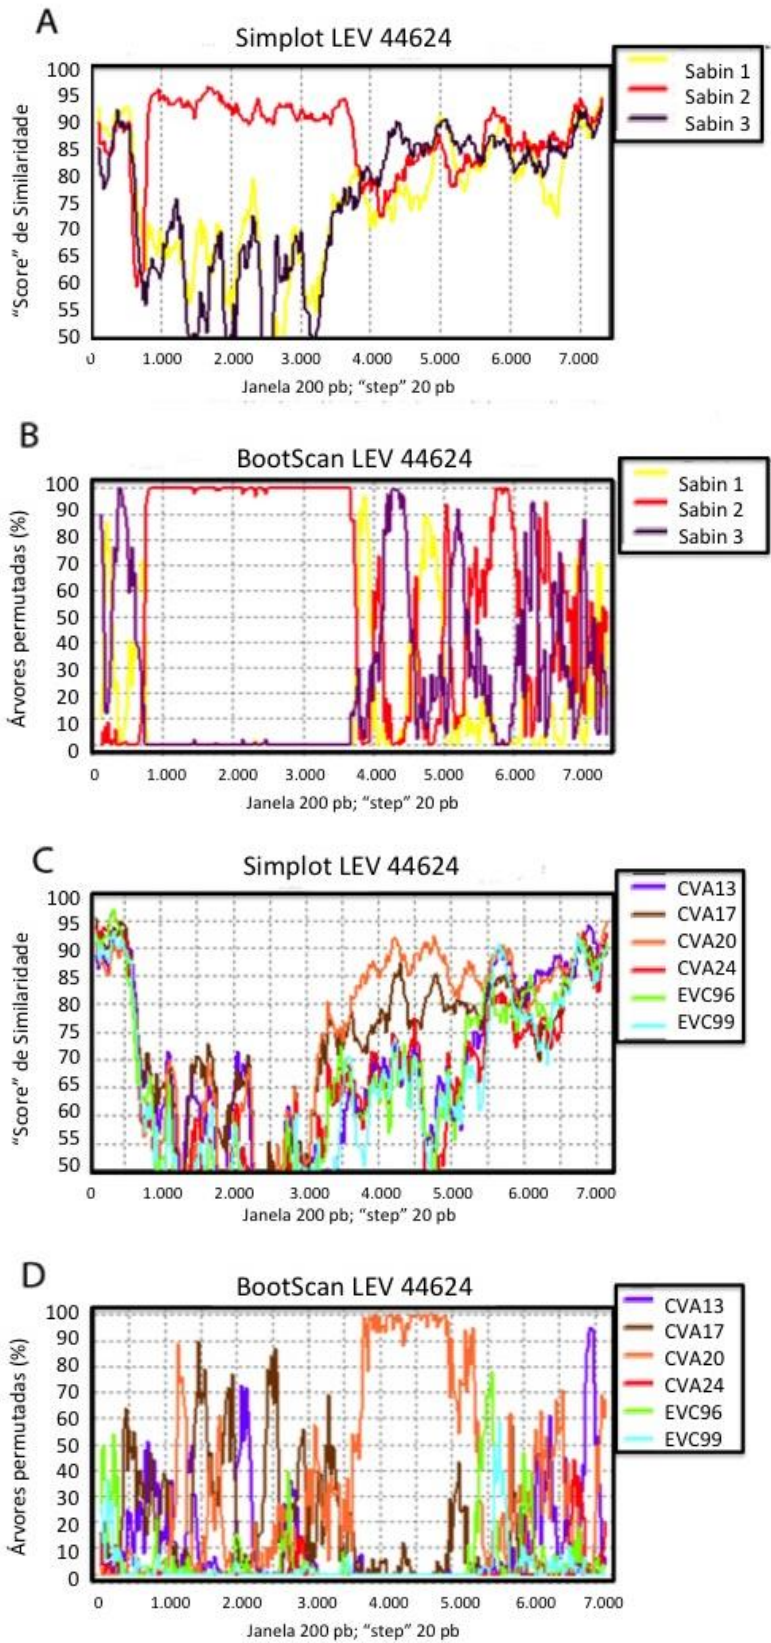 A
Simplot LEV 44624
"Score" de Similaridade
100
95
90
85
80
75
70
65
60
55
50
0 1.000 2.000 3.000 4.000 5.000 6.000 7.000
Janela 200 pb; "step" 20 pb
Sabin 1
Sabin 2
Sabin 3
B
BootScan LEV 44624
Árvores permutadas (%)
100
90
80
70
60
50
40
30
20
10
0
0 1.000 2.000 3.000 4.000 5.000 6.000 7.000
Janela 200 pb; "step" 20 pb
Sabin 1
Sabin 2
Sabin 3
C
Simplot LEV 44624
"Score" de Similaridade
100
95
90
85
80
75
70
65
60
55
50
0 1.000 2.000 3.000 4.000 5.000 6.000 7.000
Janela 200 pb; "step" 20 pb
CVA13
CVA17
CVA20
CVA24
EVC96
EVC99
D
BootScan LEV 44624
Árvores permutadas (%)
100
90
80
70
60
50
40
30
20
10
0
0 1.000 2.000 3.000 4.000 5.000 6.000 7.000
Janela 200 pb; "step" 20 pb
CVA13
CVA17
CVA20
CVA24
EVC96
EVC99